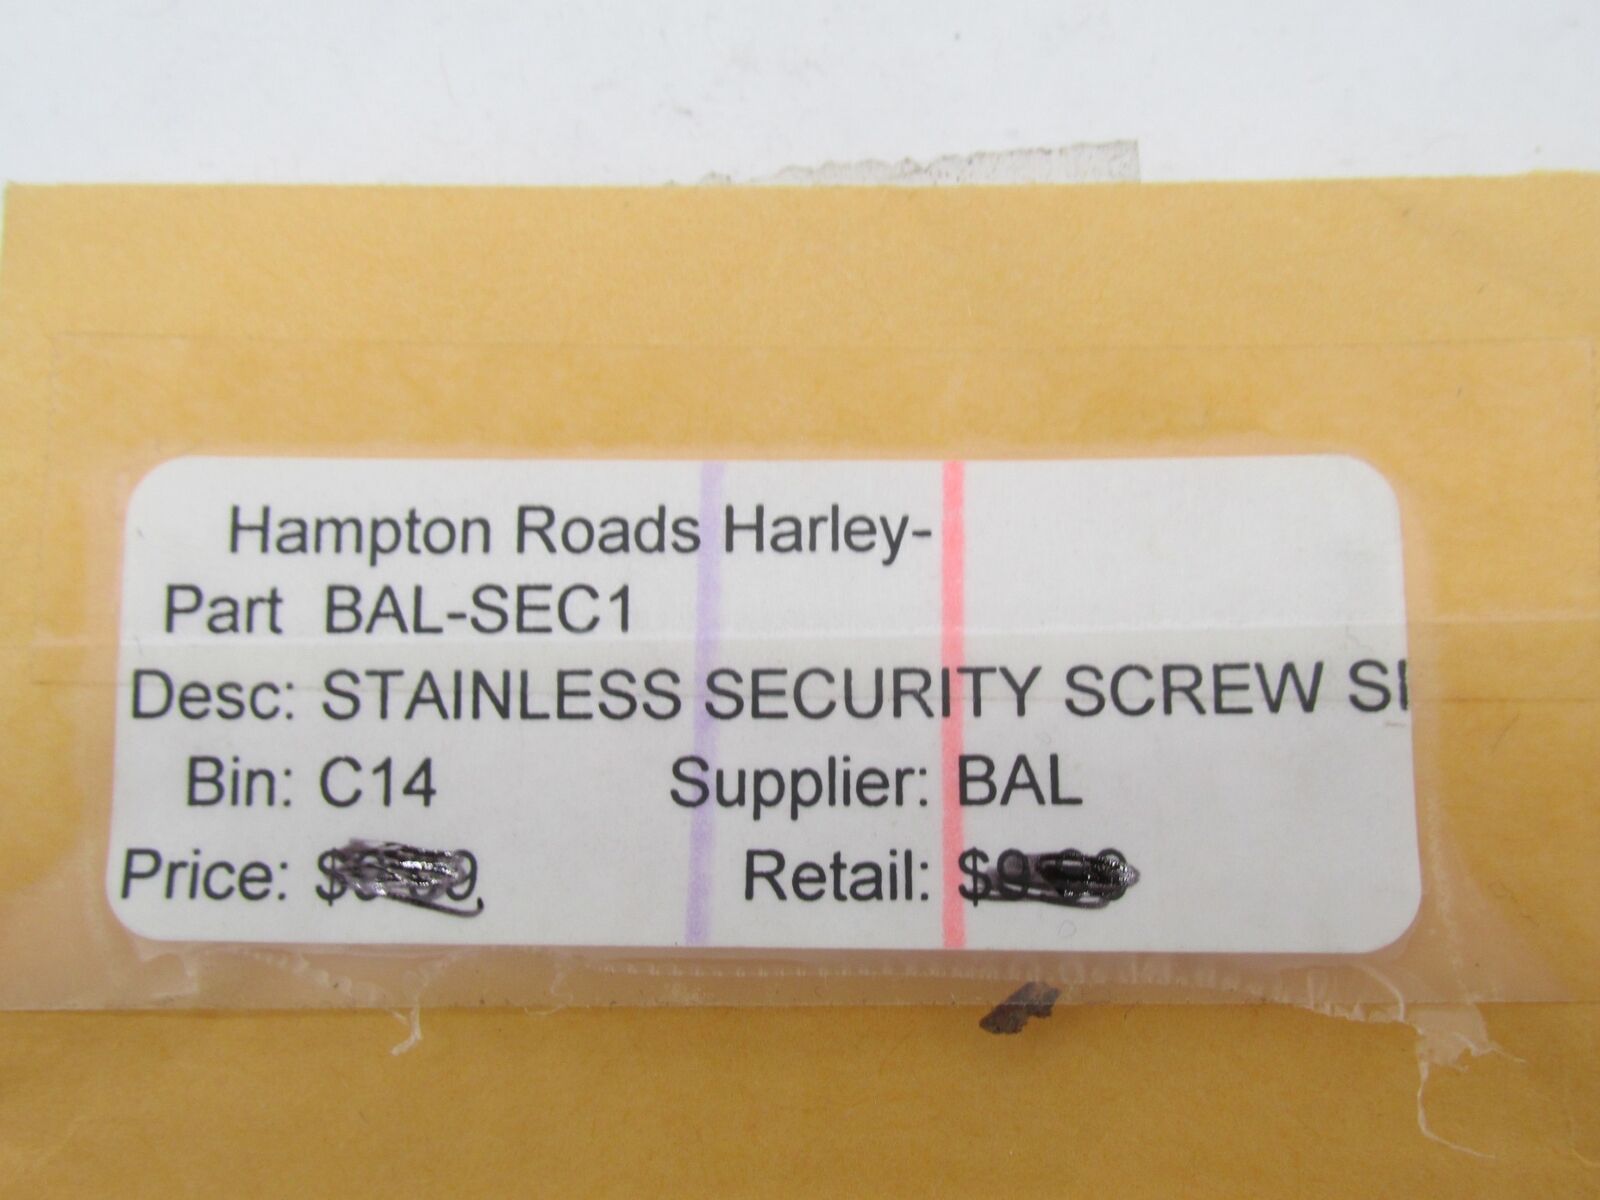 Hampton Roads Harley-
Part BAL-SEC1
Desc: STAINLESS SECURITY SCREW
Bin: C14 Supplier: BAL
Price: Retail: